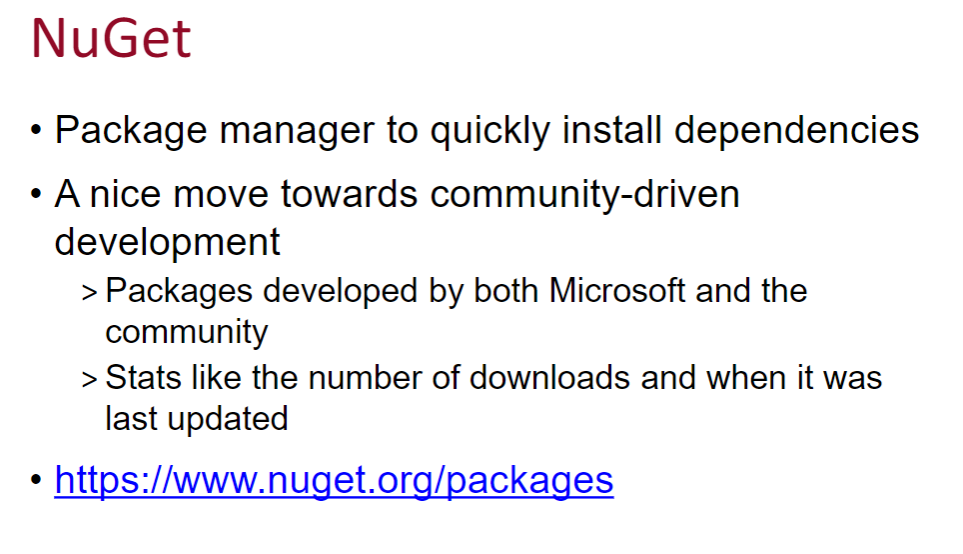 NuGet
• Package manager to quickly install dependencies
• A nice move towards community-driven
development
> Packages developed by both Microsoft and the
community
> Stats like the number of downloads and when it was
last updated
• https://www.nuget.org/packages